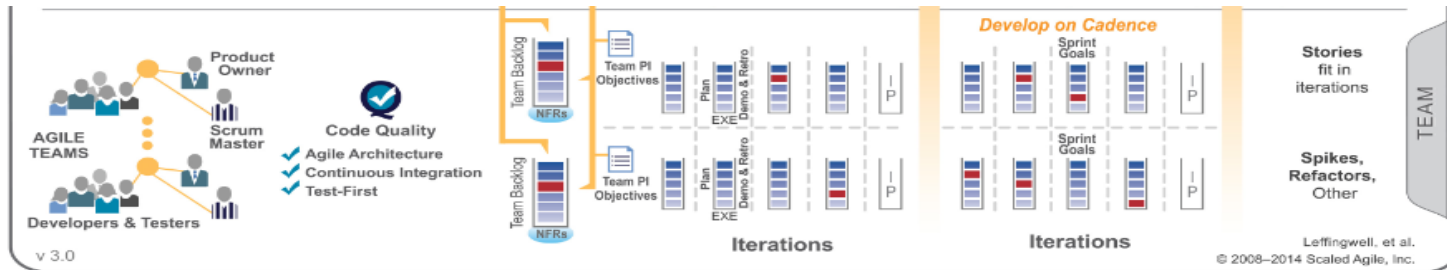 Product
Owner
AGILE
TEAMS
Scrum
Master
Developers & Testers
v 3.0
Code Quality
Agile Architecture
Continuous Integration
Test-First
Team Backlog
NFRs
Team PI
Objectives
Team Backlog
NFRs
Team PI
Objectives
Plan
EXE
Demo & Retro
I
P
Plan
EXE
Demo & Retro
I
P
Iterations
Develop on Cadence
Sprint
Goals
I
P
Sprint
Goals
I
P
Iterations
Stories
fit in
iterations
Spikes,
Refactors,
Other
TEAM
Leffingwell, et al.
© 2008–2014 Scaled Agile, Inc.